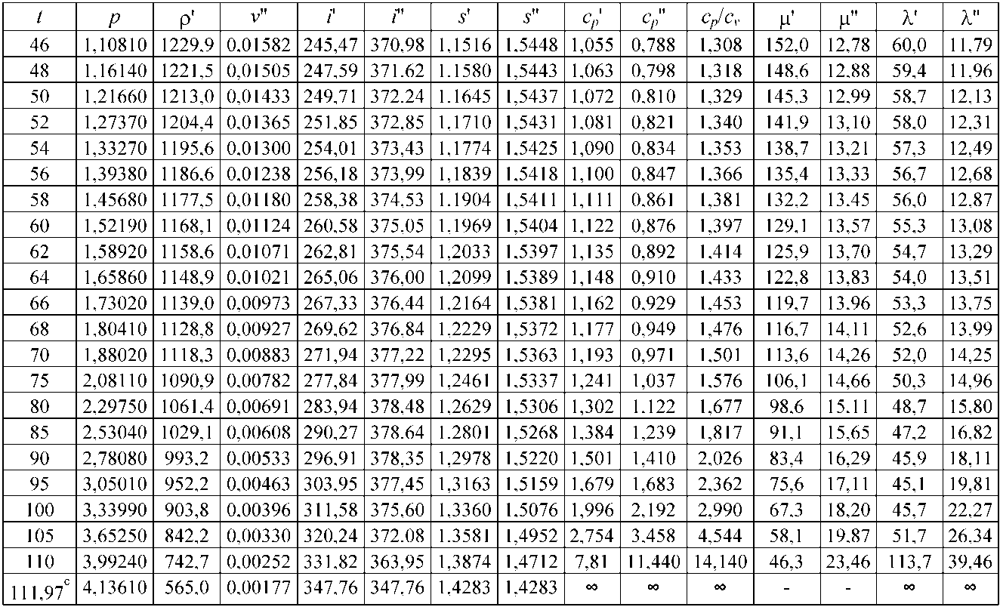 t p ρ' v" i' i" s' s" cp' cp" cp/cv μ' μ" λ' λ"
46 1,10810 1229,9 0,01582 245,47 370,98 1,1516 1,5448 1,055 0,788 1,308 152,0 12,78 60,0 11,79
48 1,16140 1221,5 0,01505 247,59 371.62 1.1580 1,5443 1,063 0,798 1,318 148,6 12,88 59,4 11,96
50 1,21660 1213,0 0,01433 249,71 372.24 1.1645 1,5437 1,072 0,810 1,329 145,3 12,99 58,7 12,13
52 1,27370 1204,4 0,01365 251,85 372,85 1,1710 1,5431 1,081 0,821 1,340 141,9 13,10 58,0 12,31
54 1,33270 1195,6 0,01300 254,01 373,43 1,1774 1,5425 1,090 0,834 1,353 138,7 13,21 57,3 12,49
56 1,39380 1186,6 0,01238 256,18 373,99 1,1839 1,5418 1,100 0,847 1,366 135,4 13,33 56,7 12,68
58 1,45680 1177,5 0,01180 258,38 374,53 1.1904 1,5411 1,111 0,861 1,381 132,2 13,45 56,0 12,87
60 1,52190 1168,1 0,01124 260,58 375,05 1,1969 1,5404 1,122 0,876 1,397 129,1 13,57 55,3 13,08
62 1,58920 1158,6 0,01071 262,81 375,54 1,2033 1,5397 1,135 0,892 1,414 125,9 13,70 54,7 13,29
64 1,65860 1148,9 0,01021 265,06 376,00 1,2099 1,5389 1,148 0,910 1,433 122,8 13,83 54,0 13,51
66 1,73020 1139,0 0,00973 267,33 376,44 1,2164 1,5381 1,162 0,929 1,453 119,7 13,96 53,3 13,75
68 1,80410 1128,8 0,00927 269,62 376,84 1,2229 1,5372 1,177 0,949 1,476 116,7 14,11 52,6 13,99
70 1,88020 1118,3 0,00883 271,94 377,22 1,2295 1,5363 1,193 0,971 1,501 113,6 14,26 52,0 14,25
75 2,08110 1090,9 0,00782 277,84 377,99 1,2461 1,5337 1,241 1,037 1,576 106,1 14,66 50,3 14,96
80 2,29750 1061,4 0,00691 283,94 378,48 1,2629 1,5306 1,302 1.122 1,677 98,6 15,11 48,7 15,80
85 2,53040 1029,1 0,00608 290,27 378.64 1.2801 1,5268 1,384 1,239 1,817 91,1 15,65 47,2 16,82
90 2,78080 993,2 0,00533 296,91 378,35 1,2978 1,5220 1,501 1,410 2,026 83,4 16,29 45,9 18,11
95 3,05010 952,2 0,00463 303,95 377,45 1,3163 1,5159 1,679 1,683 2,362 75,6 17,11 45,1 19,81
100 3,33990 903,8 0,00396 311,58 375,60 1,3360 1,5076 1,996 2,192 2,990 67,3 18,20 45,7 22,27
105 3,65250 842,2 0,00330 320,24 372.08 1.3581 1,4952 2,754 3,458 4,544 58,1 19,87 51,7 26,34
110 3,99240 742,7 0,00252 331,82 363,95 1,3874 1,4712 7,81 11,440 14,140 46,3 23,46 113,7 39,46
111,97c 4,13610 565,0 0,00177 347,76 347,76 1,4283 1,4283 ∞ ∞ ∞ - - ∞ ∞